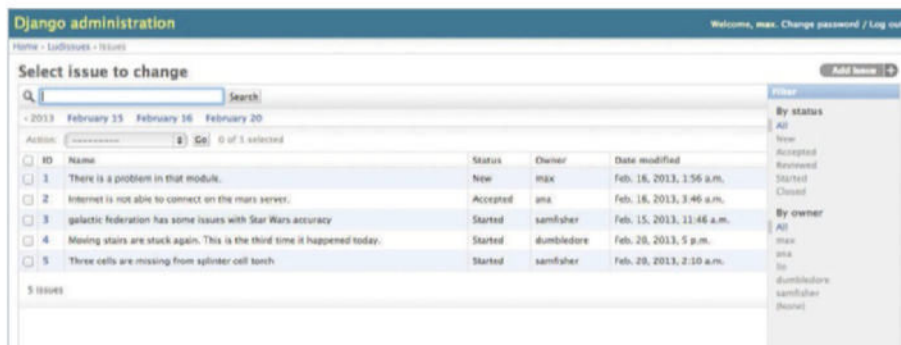 Django administration
Welcome, max. Change password / Log out
Home › Ludissues › Issues
Select issue to change
Add Issue +
Search
‹ 2013 February 15 February 16 February 20
Action: --------- Go 0 of 5 selected
ID Name Status Owner Date modified
1 There is a problem in that module. New max Feb. 16, 2013, 1:56 a.m.
2 Internet is not able to connect on the mars server. Accepted ana Feb. 16, 2013, 3:46 a.m.
3 galactic federation has some issues with Star Wars accuracy Started samfisher Feb. 15, 2013, 11:46 a.m.
4 Moving stairs are stuck again. This is the third time it happened today. Started dumbledore Feb. 20, 2013, 5 p.m.
5 Three cells are missing from splinter cell torch Started samfisher Feb. 20, 2013, 2:10 a.m.
5 issues
Filter
By status
All
New
Accepted
Reviewed
Started
Closed
By owner
All
max
ana
dumbledore
samfisher
(None)